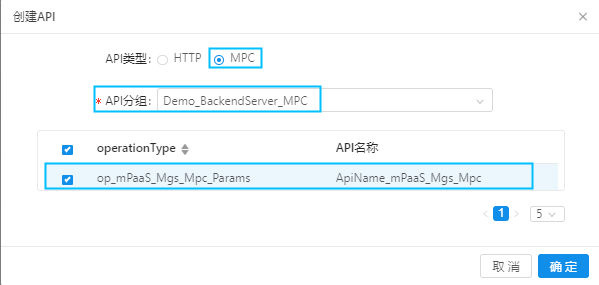 创建API
API类型: HTTP MPC
* API分组: Demo_BackendServer_MPC
operationType API名称
op_mPaaS_Mgs_Mpc_Params ApiName_mPaaS_Mgs_Mpc
1 5
取消 确定